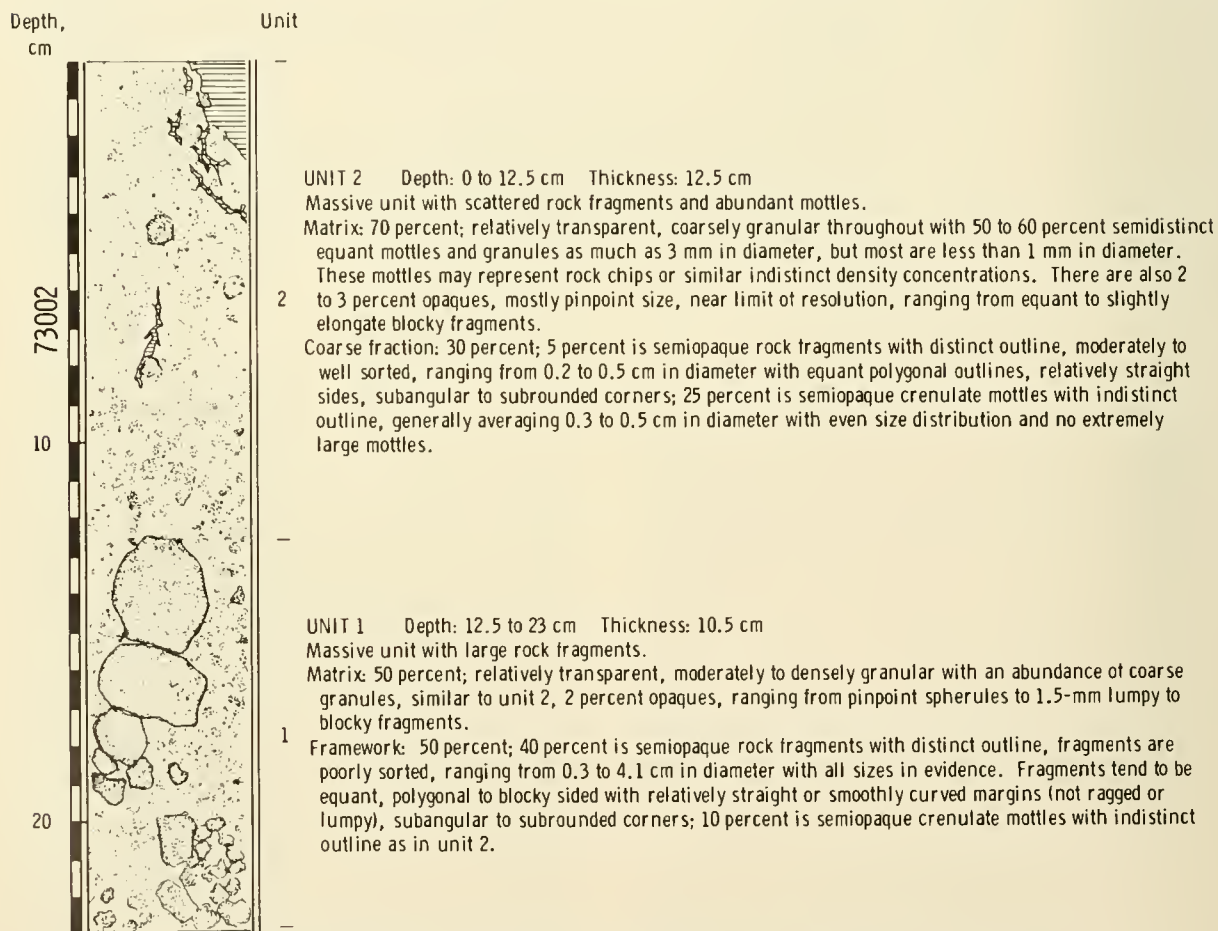 Depth, cm
Unit
73002
10
20
2
UNIT 2 Depth: 0 to 12.5 cm Thickness: 12.5 cm
Massive unit with scattered rock fragments and abundant mottles.
Matrix: 70 percent; relatively transparent, coarsely granular throughout with 50 to 60 percent semidistinct
equant mottles and granules as much as 3 mm in diameter, but most are less than 1 mm in diameter.
These mottles may represent rock chips or similar indistinct density concentrations. There are also 2
to 3 percent opaques, mostly pinpoint size, near limit of resolution, ranging from equant to slightly
elongate blocky fragments.
Coarse fraction: 30 percent; 5 percent is semiopaque rock fragments with distinct outline, moderately to
well sorted, ranging from 0.2 to 0.5 cm in diameter with equant polygonal outlines, relatively straight
sides, subangular to subrounded corners; 25 percent is semiopaque crenulate mottles with indistinct
outline, generally averaging 0.3 to 0.5 cm in diameter with even size distribution and no extremely
large mottles.
1
UNIT 1 Depth: 12.5 to 23 cm Thickness: 10.5 cm
Massive unit with large rock fragments.
Matrix: 50 percent; relatively transparent, moderately to densely granular with an abundance of coarse
granules, similar to unit 2, 2 percent opaques, ranging from pinpoint spherules to 1.5-mm lumpy to
blocky fragments.
Framework: 50 percent; 40 percent is semiopaque rock fragments with distinct outline, fragments are
poorly sorted, ranging from 0.3 to 4.1 cm in diameter with all sizes in evidence. Fragments tend to be
equant, polygonal to blocky sided with relatively straight or smoothly curved margins (not ragged or
lumpy), subangular to subrounded corners; 10 percent is semiopaque crenulate mottles with indistinct
outline as in unit 2.